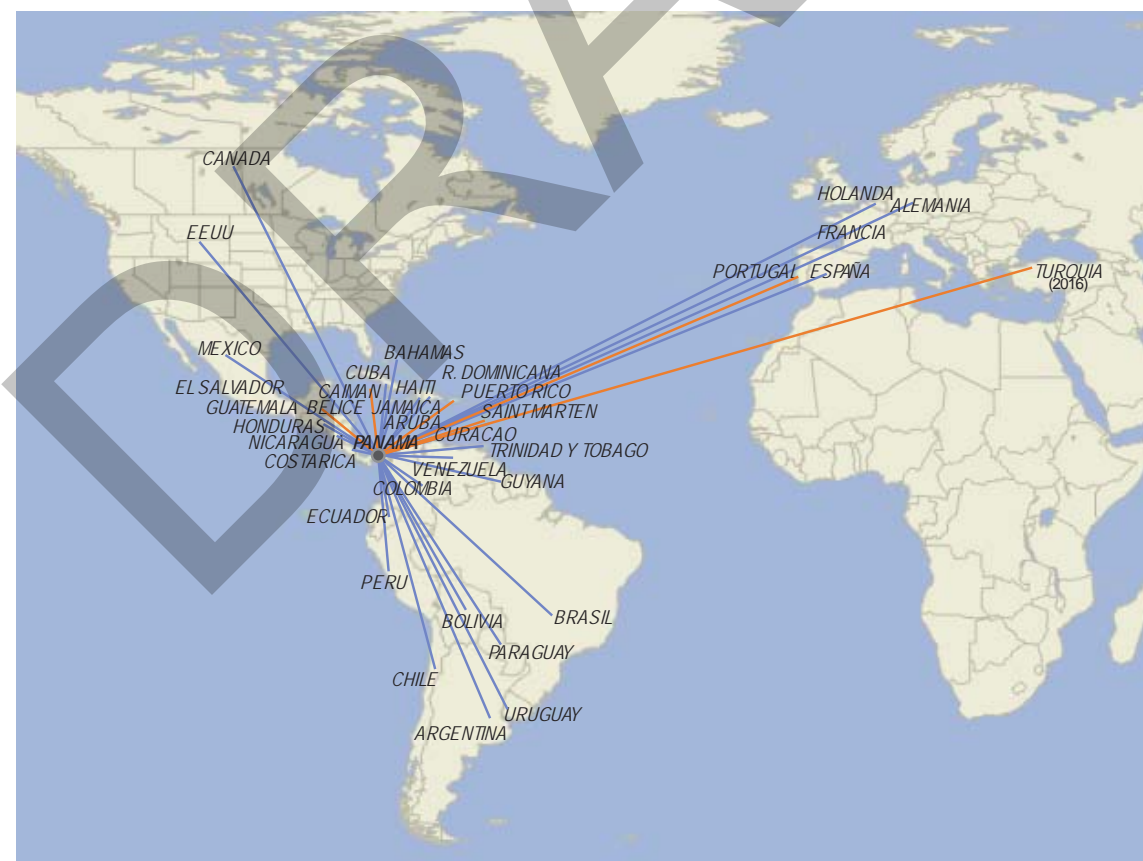 DRA
CANADA
HOLANDA
ALEMANIA
EEUU
FRANCIA
PORTUGAL
ESPAÑA
TURQUIA
(2016)
MEXICO
BAHAMAS
CUBA
R. DOMINICANA
EL SALVADOR
CAIMAN
HAITI
PUERTO RICO
GUATEMALA
BELICE
JAMAICA
SAINT MARTEN
HONDURAS
ARUBA
CURACAO
NICARAGUA
PANAMA
TRINIDAD Y TOBAGO
COSTARICA
VENEZUELA
GUYANA
COLOMBIA
ECUADOR
PERU
BOLIVIA
BRASIL
PARAGUAY
CHILE
URUGUAY
ARGENTINA